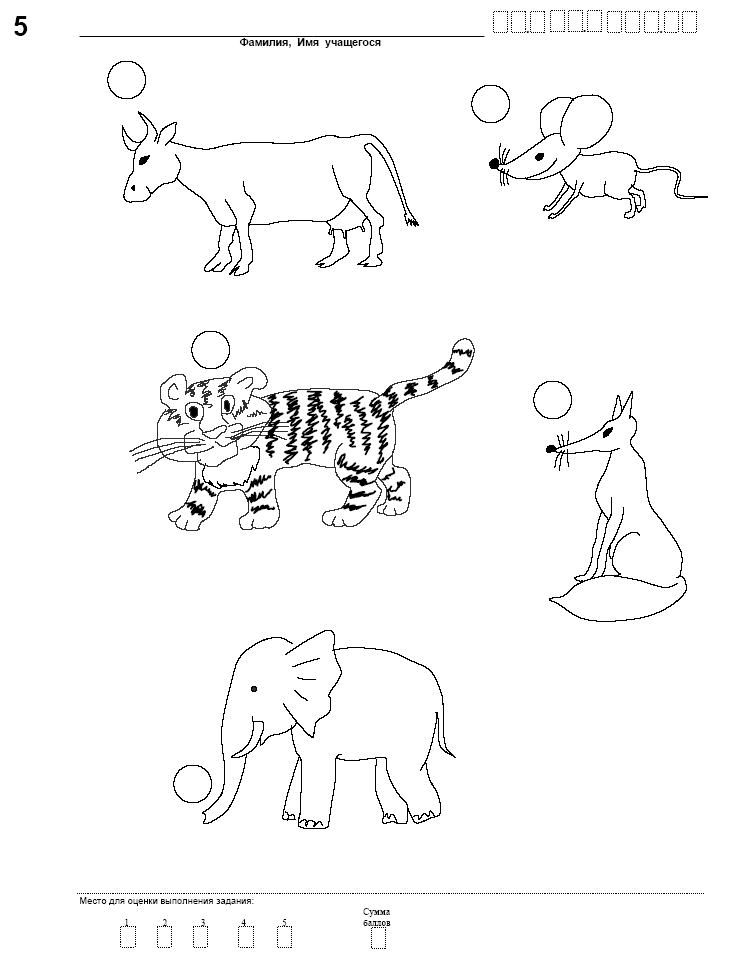 5
Фамилия, Имя учащегося
Место для оценки выполнения задания:
1 2 3 4 5
Сумма
баллов